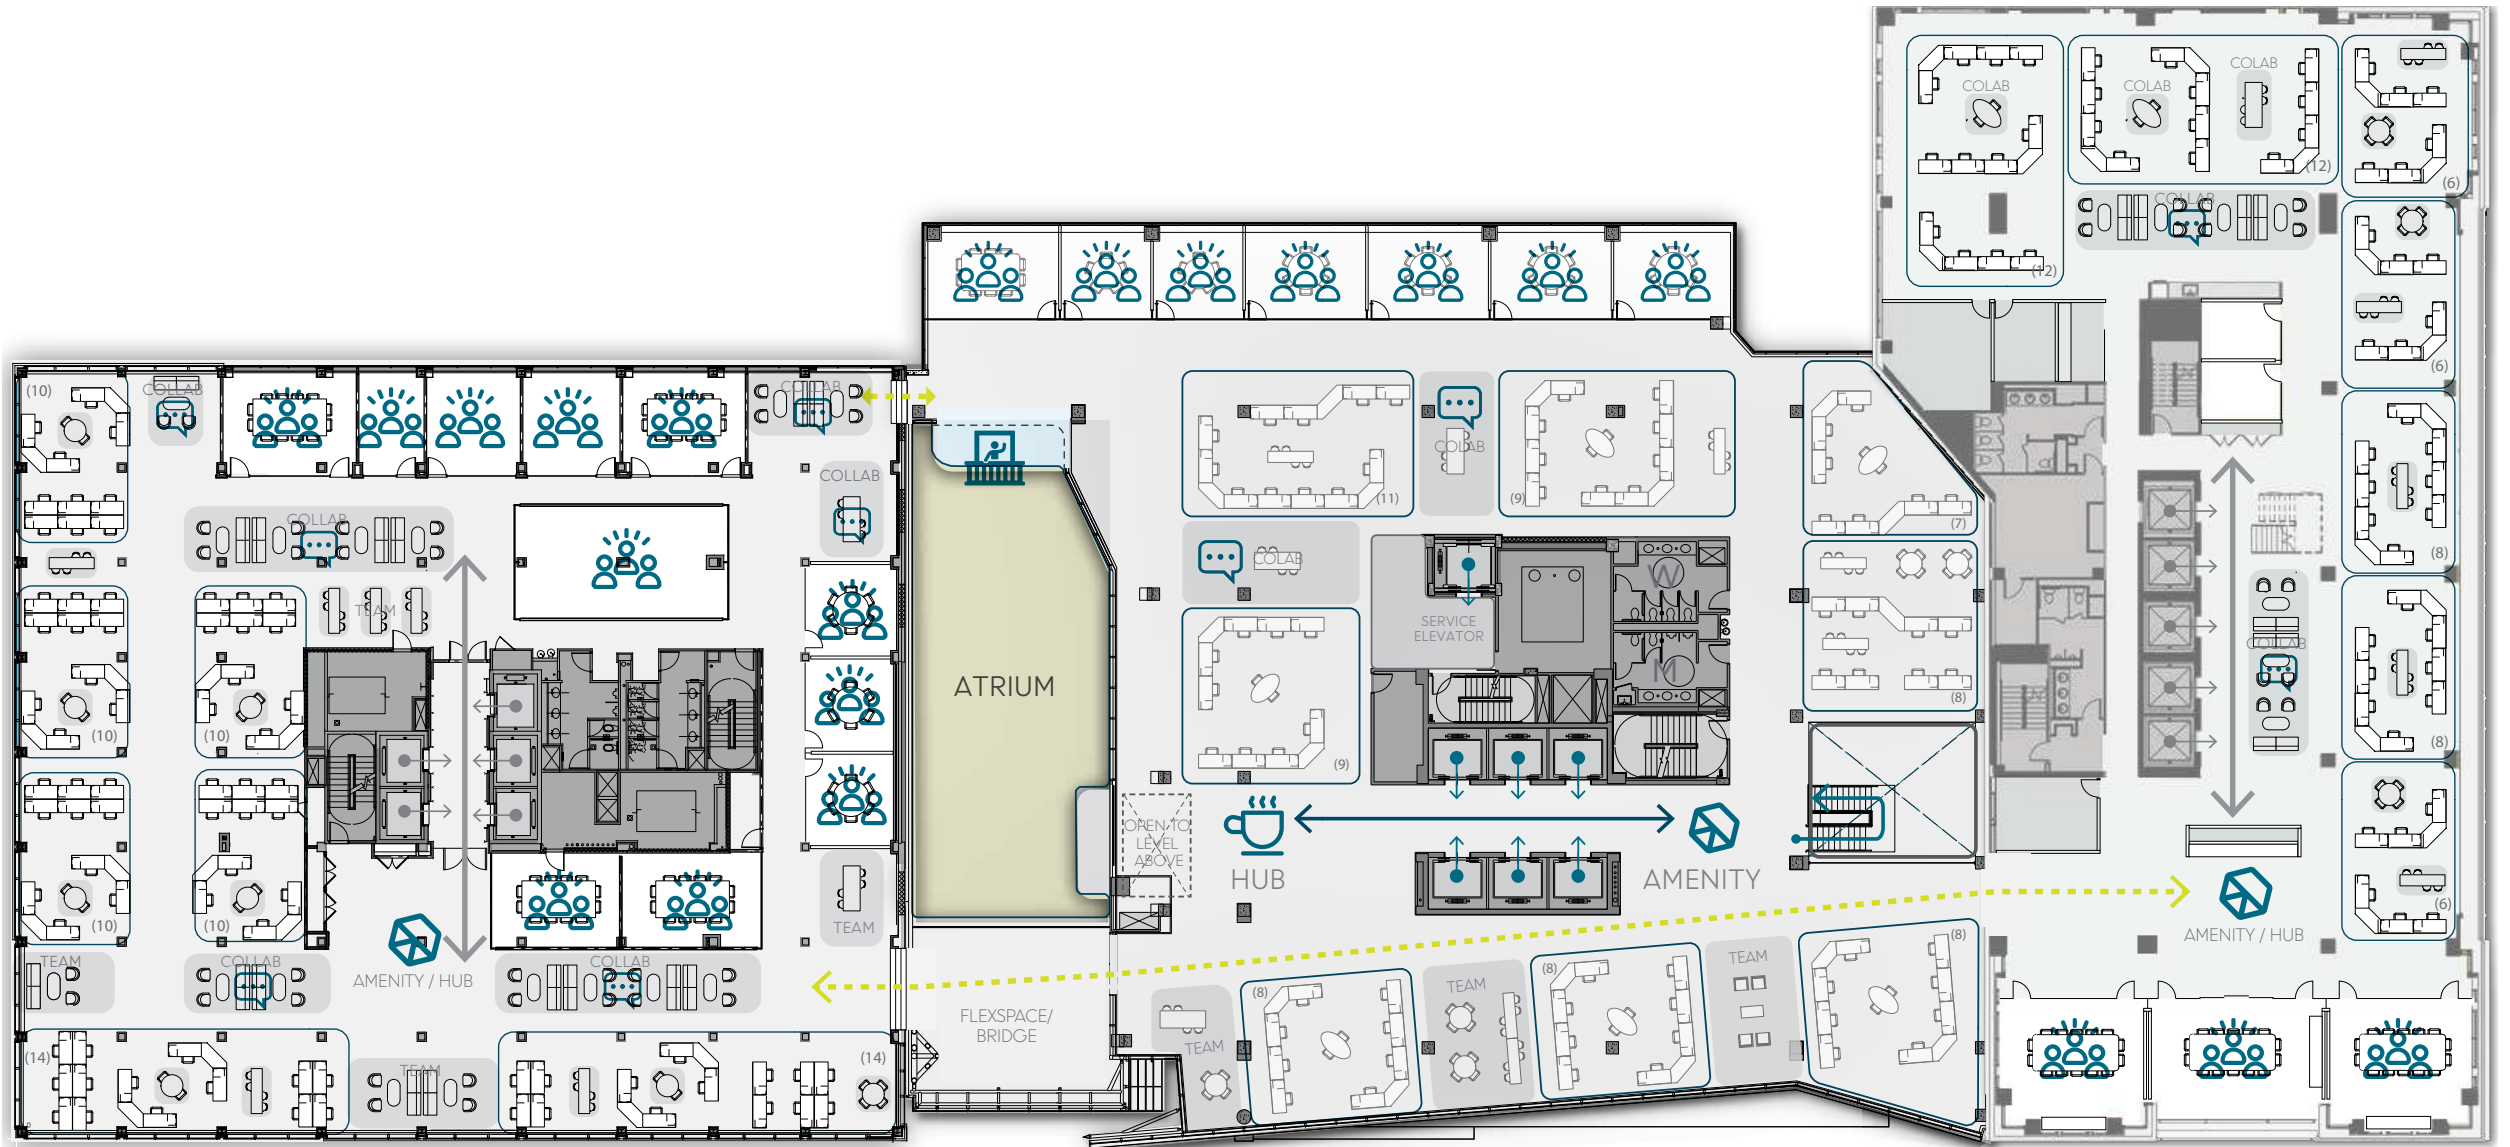 COLAB
COLAB
COLAB
(12)
(12)
(6)
COLLAB
(6)
(8)
(8)
(6)
COLLAB
AMENITY / HUB
(10)
COLLAB
COLLAB
COLLAB
COLLAB
TEAM
(10)
(10)
(10)
(10)
TEAM
COLLAB
AMENITY / HUB
COLLAB
TEAM
(14)
TEAM
(14)
ATRIUM
FLEXSPACE/
BRIDGE
OPEN TO
LEVEL
ABOVE
(11)
COLAB
(9)
(7)
COLAB
(9)
SERVICE
ELEVATOR
W
M
(8)
HUB
AMENITY
TEAM
(8)
TEAM
(8)
TEAM
(8)